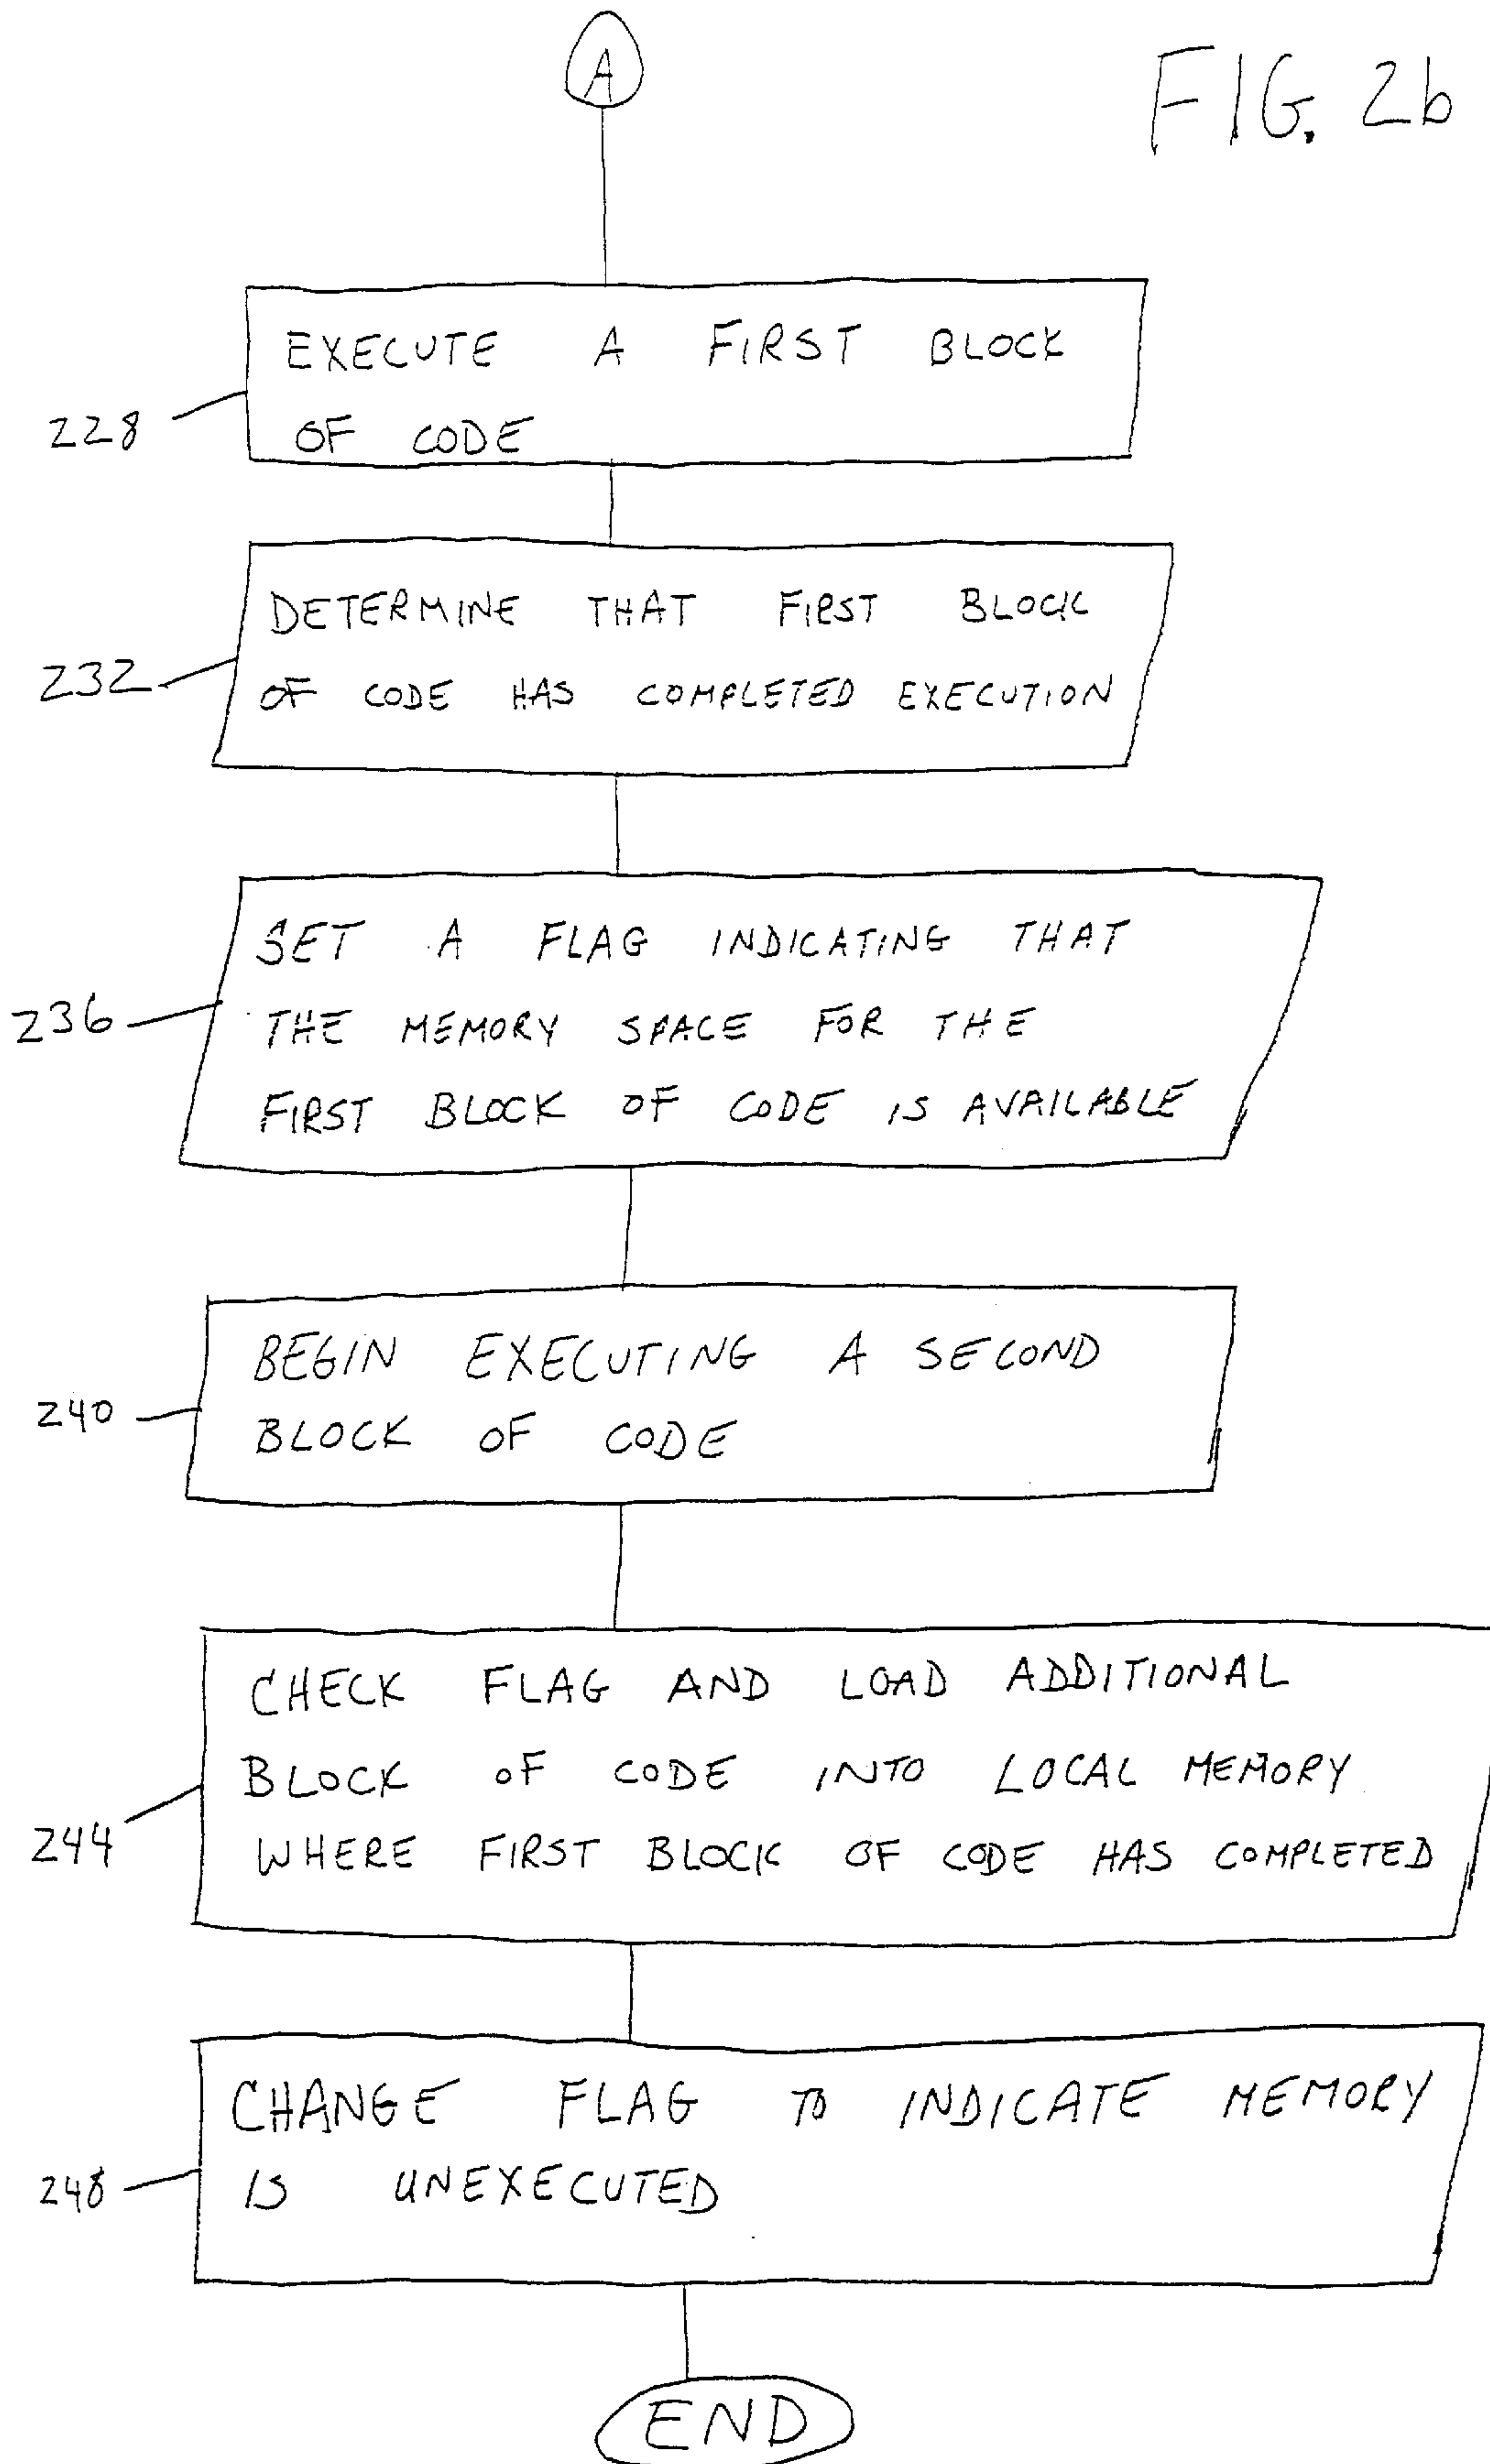 A
FIG. 2b
EXECUTE A FIRST BLOCK
228
OF CODE
DETERMINE THAT FIRST BLOCK
232
OF CODE HAS COMPLETED EXECUTION
SET A FLAG INDICATING THAT
236
THE MEMORY SPACE FOR THE
FIRST BLOCK OF CODE IS AVAILABLE
BEGIN EXECUTING A SECOND
240
BLOCK OF CODE
CHECK FLAG AND LOAD ADDITIONAL
BLOCK OF CODE INTO LOCAL MEMORY
244
WHERE FIRST BLOCK OF CODE HAS COMPLETED
CHANGE FLAG TO INDICATE MEMORY
248
IS UNEXECUTED
END